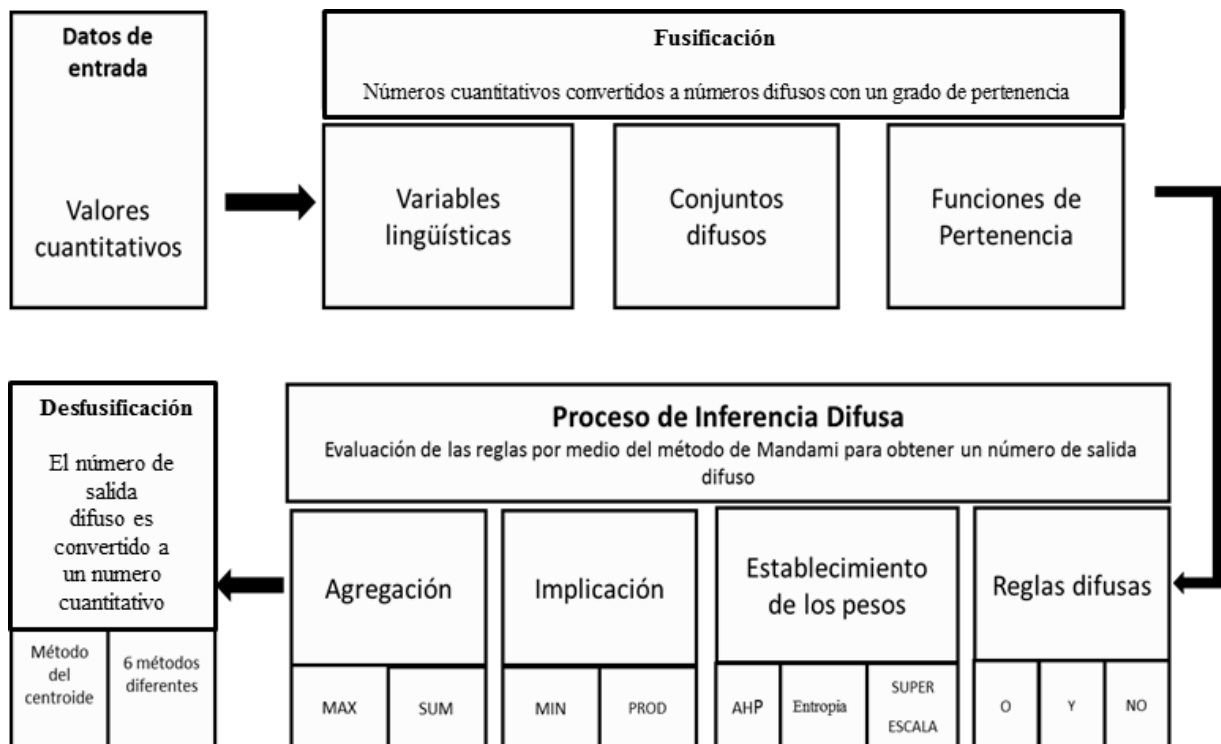 Datos de
entrada
Valores
cuantitativos
Fusificación
Números cuantitativos convertidos a números difusos con un grado de pertenencia
Variables
lingüísticas
Conjuntos
difusos
Funciones de
Pertenencia
Desfusificación
El número de
salida
difuso es
convertido a
un numero
cuantitativo
Método
del
centroide
6 métodos
diferentes
Proceso de Inferencia Difusa
Evaluación de las reglas por medio del método de Mandami para obtener un número de salida
difuso
Agregación
MAX
SUM
Implicación
MIN
PROD
Establecimiento
de los pesos
AHP
Entropia
SUPER
ESCALA
Reglas difusas
O
Y
NO